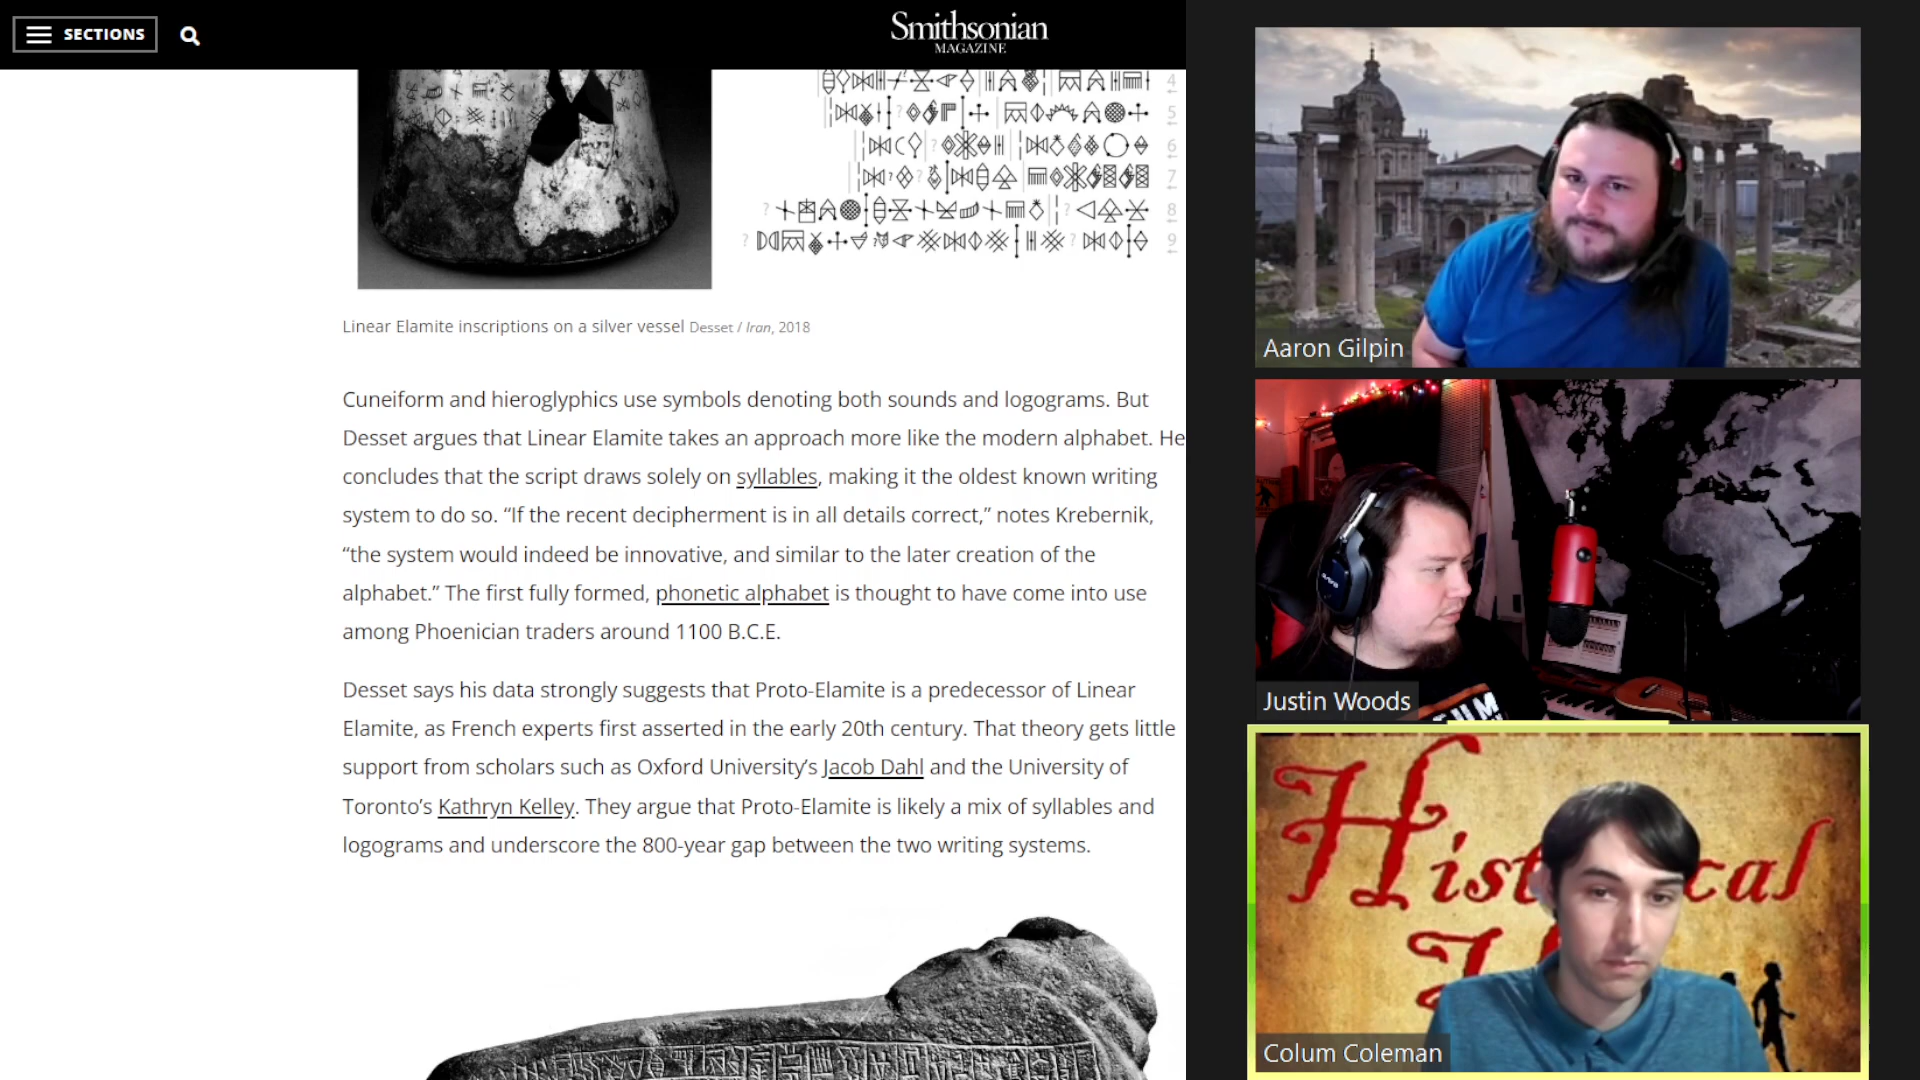 SECTIONS
Smithsonian
MAGAZINE
4
5
6
7
8
9
Linear Elamite inscriptions on a silver vessel Desset / Iran, 2018
Cuneiform and hieroglyphics use symbols denoting both sounds and logograms. But
Desset argues that Linear Elamite takes an approach more like the modern alphabet. He
concludes that the script draws solely on syllables, making it the oldest known writing
system to do so. “If the recent decipherment is in all details correct,” notes Krebernik,
“the system would indeed be innovative, and similar to the later creation of the
alphabet.” The first fully formed, phonetic alphabet is thought to have come into use
among Phoenician traders around 1100 B.C.E.
Desset says his data strongly suggests that Proto-Elamite is a predecessor of Linear
Elamite, as French experts first asserted in the early 20th century. That theory gets little
support from scholars such as Oxford University’s Jacob Dahl and the University of
Toronto’s Kathryn Kelley. They argue that Proto-Elamite is likely a mix of syllables and
logograms and underscore the 800-year gap between the two writing systems.
Aaron Gilpin
Justin Woods
Colum Coleman